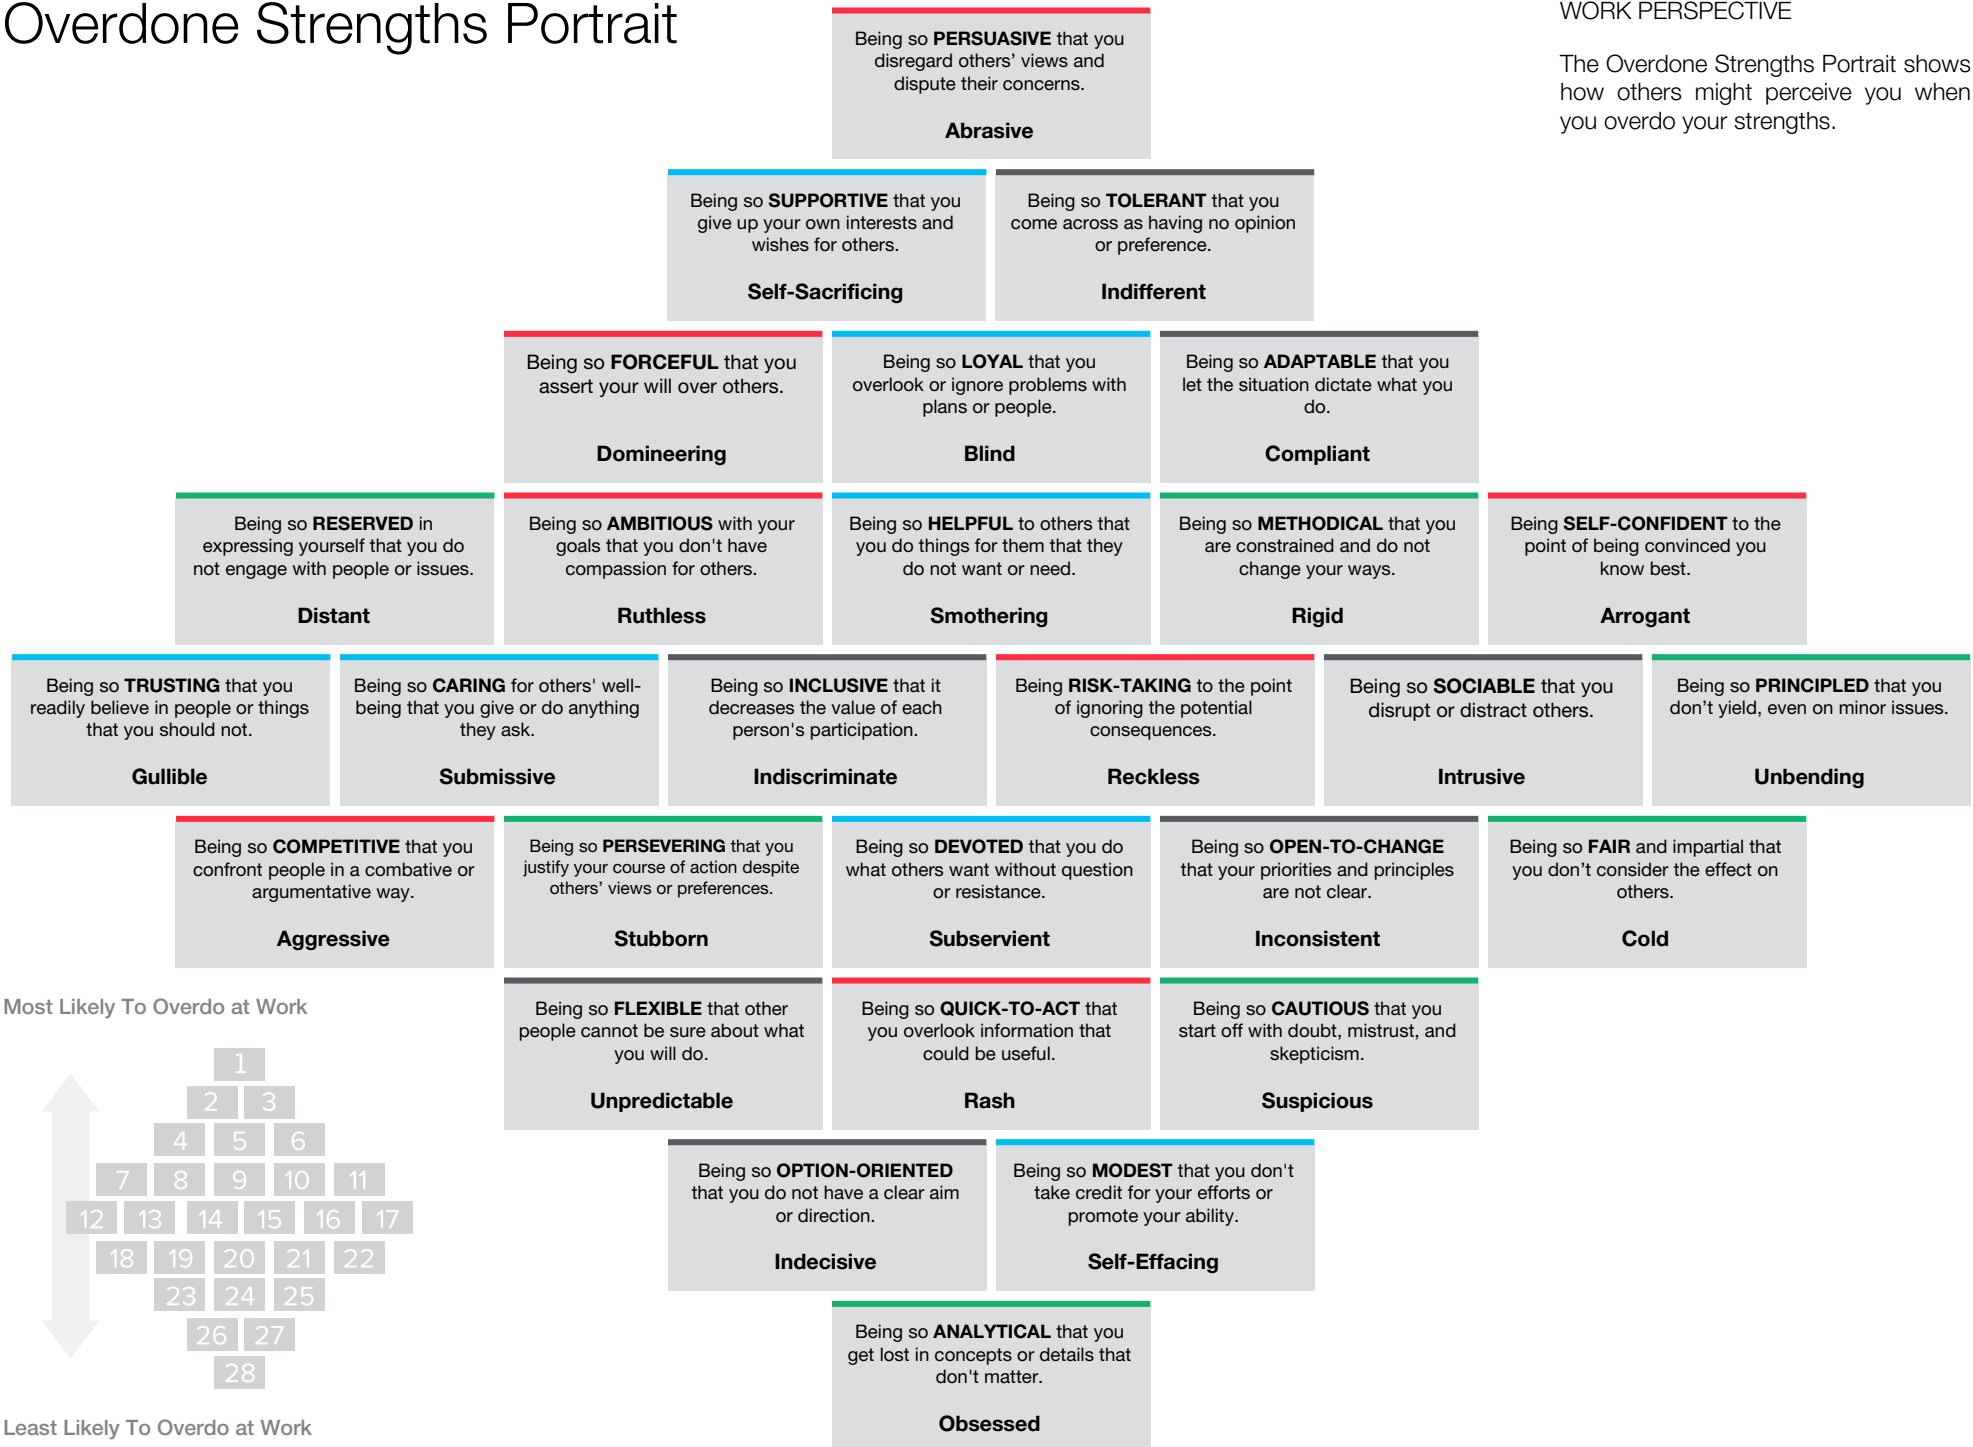 Overdone Strengths Portrait
WORK PERSPECTIVE
The Overdone Strengths Portrait shows
how others might perceive you when
you overdo your strengths.
Being so PERSUASIVE that you
disregard others’ views and
dispute their concerns.
Abrasive
Being so SUPPORTIVE that you
give up your own interests and
wishes for others.
Self-Sacrificing
Being so TOLERANT that you
come across as having no opinion
or preference.
Indifferent
Being so FORCEFUL that you
assert your will over others.
Domineering
Being so LOYAL that you
overlook or ignore problems with
plans or people.
Blind
Being so ADAPTABLE that you
let the situation dictate what you
do.
Compliant
Being so RESERVED in
expressing yourself that you do
not engage with people or issues.
Distant
Being so AMBITIOUS with your
goals that you don't have
compassion for others.
Ruthless
Being so HELPFUL to others that
you do things for them that they
do not want or need.
Smothering
Being so METHODICAL that you
are constrained and do not
change your ways.
Rigid
Being SELF-CONFIDENT to the
point of being convinced you
know best.
Arrogant
Being so TRUSTING that you
readily believe in people or things
that you should not.
Gullible
Being so CARING for others' well-
being that you give or do anything
they ask.
Submissive
Being so INCLUSIVE that it
decreases the value of each
person's participation.
Indiscriminate
Being RISK-TAKING to the point
of ignoring the potential
consequences.
Reckless
Being so SOCIABLE that you
disrupt or distract others.
Intrusive
Being so PRINCIPLED that you
don’t yield, even on minor issues.
Unbending
Being so COMPETITIVE that you
confront people in a combative or
argumentative way.
Aggressive
Being so PERSEVERING that you
justify your course of action despite
others’ views or preferences.
Stubborn
Being so DEVOTED that you do
what others want without question
or resistance.
Subservient
Being so OPEN-TO-CHANGE
that your priorities and principles
are not clear.
Inconsistent
Being so FAIR and impartial that
you don’t consider the effect on
others.
Cold
Being so FLEXIBLE that other
people cannot be sure about what
you will do.
Unpredictable
Being so QUICK-TO-ACT that
you overlook information that
could be useful.
Rash
Being so CAUTIOUS that you
start off with doubt, mistrust, and
skepticism.
Suspicious
Being so OPTION-ORIENTED
that you do not have a clear aim
or direction.
Indecisive
Being so MODEST that you don't
take credit for your efforts or
promote your ability.
Self-Effacing
Being so ANALYTICAL that you
get lost in concepts or details that
don't matter.
Obsessed
Most Likely To Overdo at Work
1
2 3
4 5 6
7 8 9 10 11
12 13 14 15 16 17
18 19 20 21 22
23 24 25
26 27
28
Least Likely To Overdo at Work